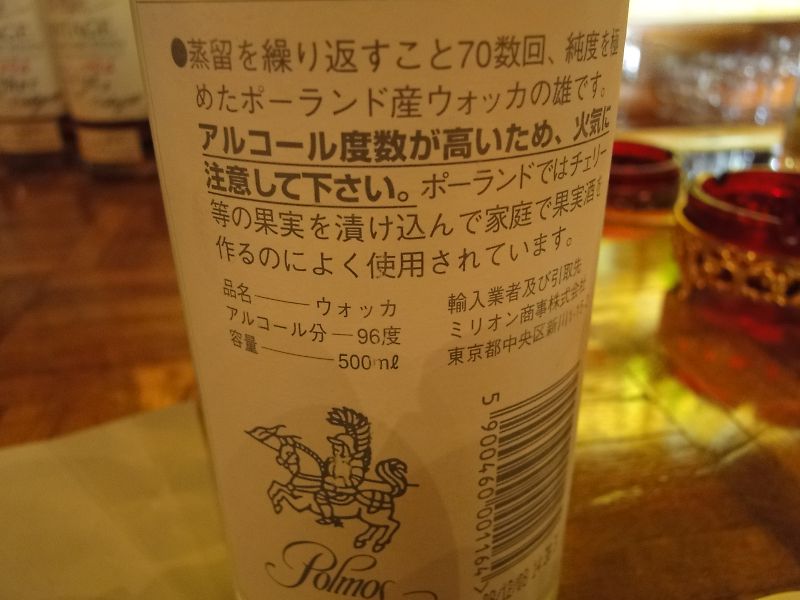 ●蒸留を繰り返すこと70数回、純度を極
めたポーランド産ウォッカの雄です。
アルコール度数が高いため、火気に
注意して下さい。ポーランドではチェリー
等の果実を漬け込んで家庭で果実酒を
作るのによく使用されています。
品名――ウォッカ
アルコール分―96度
容量――500mℓ
輸入業者及び引取先
ミリオン商事株式会社
東京都中央区新川1-
5 900460 001164
Polmos